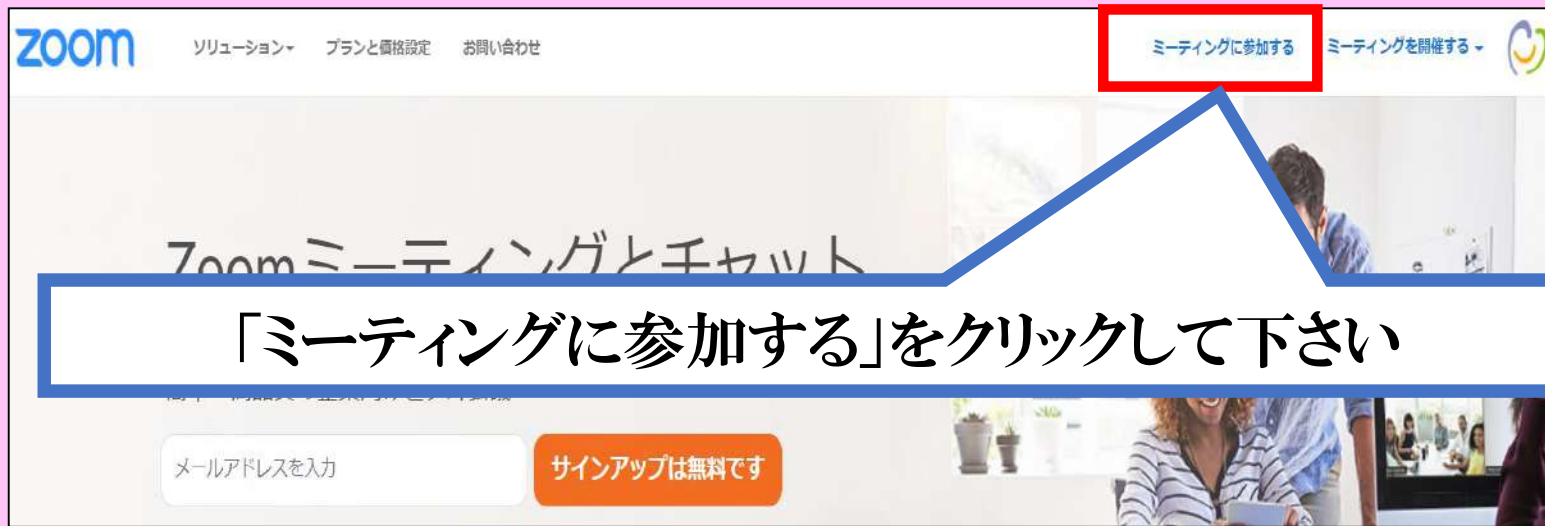 zoom ソリューション▾ プランと価格設定 お問い合わせ ミーティングに参加する ミーティングを開催する ▾
Zoomミーティングとチャット
「ミーティングに参加する」をクリックして下さい
メールアドレスを入力 サインアップは無料です